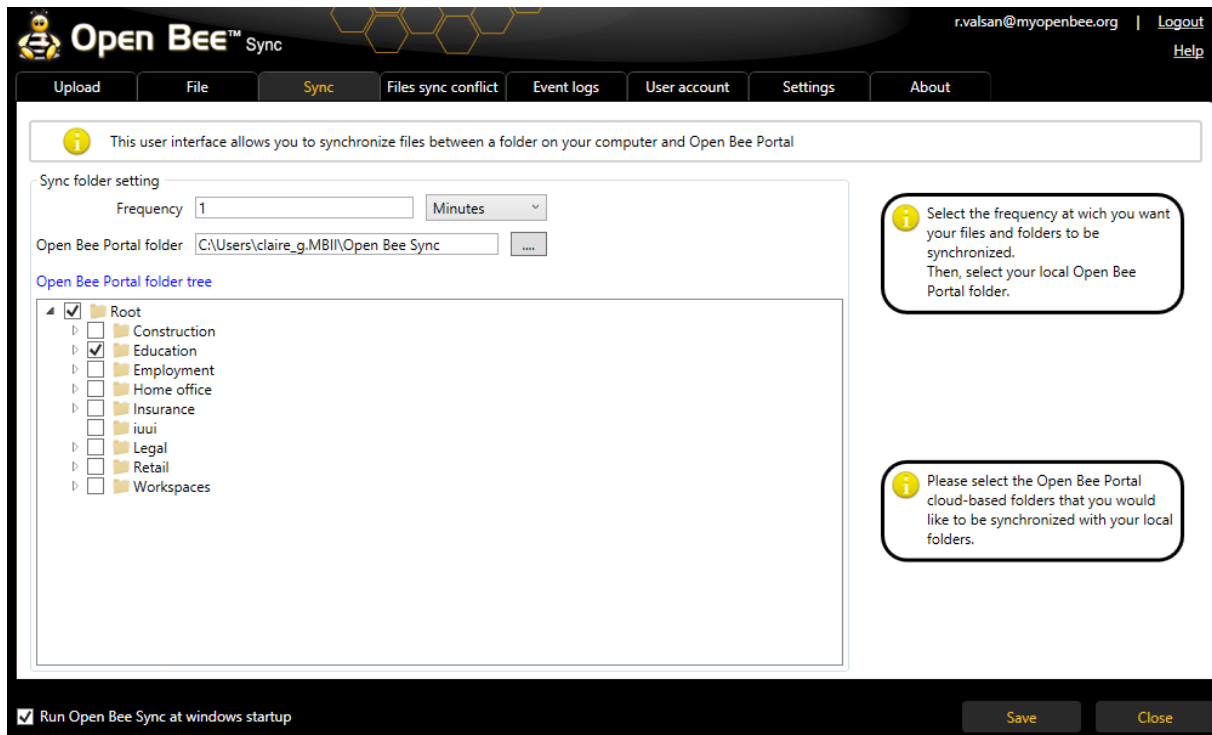 r.valsan@myopenbee.org | Logout
Open Bee™ Sync
Help
Upload File Sync Files sync conflict Event logs User account Settings About
This user interface allows you to synchronize files between a folder on your computer and Open Bee Portal
Sync folder setting
Frequency 1 Minutes
Open Bee Portal folder C:\Users\claire_g.MBII\Open Bee Sync ....
Open Bee Portal folder tree
Root
Construction
Education
Employment
Home office
Insurance
iuui
Legal
Retail
Workspaces
Select the frequency at wich you want
your files and folders to be
synchronized.
Then, select your local Open Bee
Portal folder.
Please select the Open Bee Portal
cloud-based folders that you would
like to be synchronized with your local
folders.
Run Open Bee Sync at windows startup
Save Close